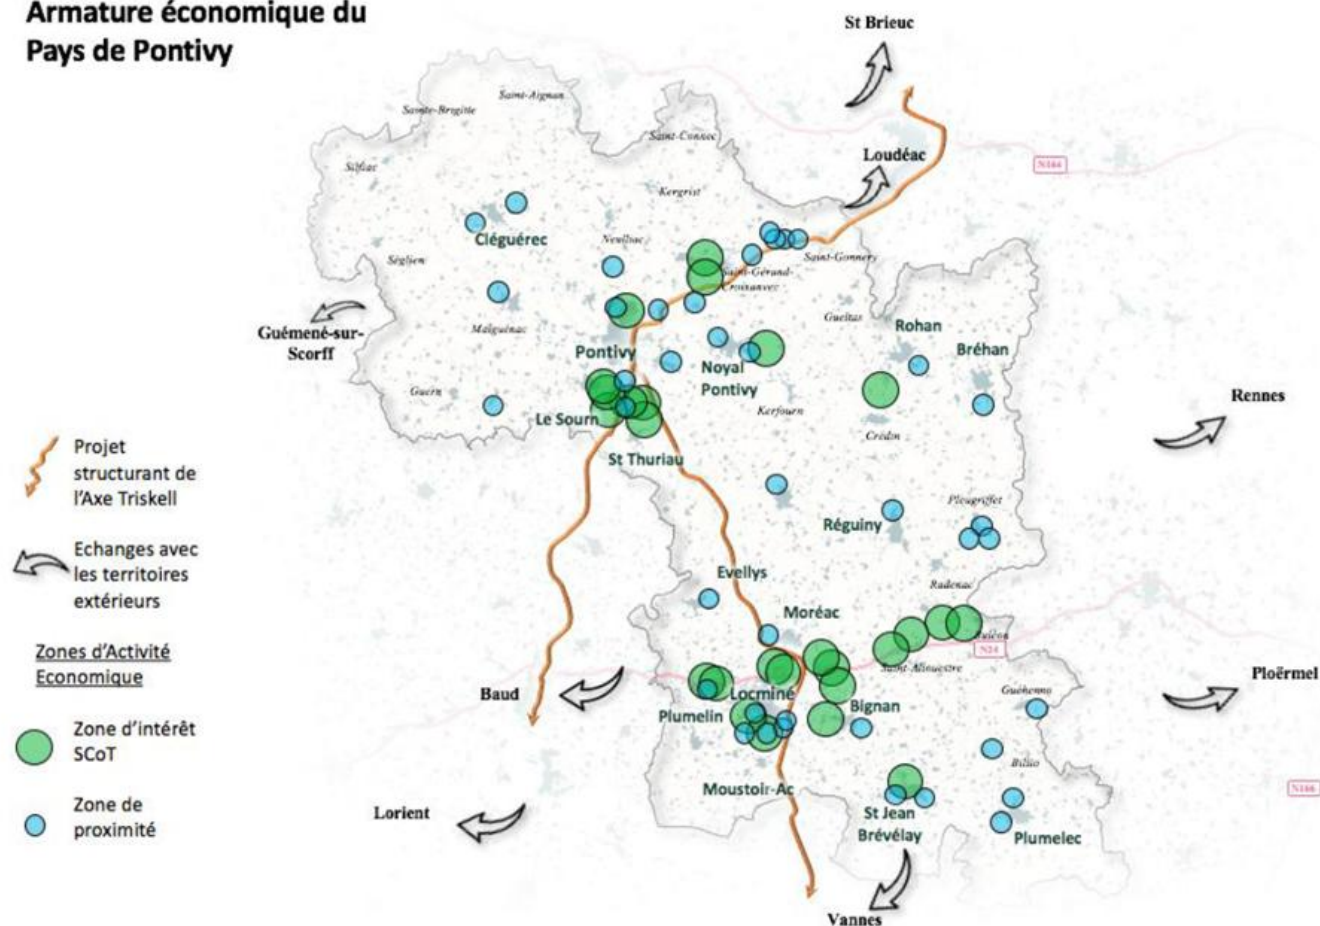 Armature économique du
Pays de Pontivy
St Brieuc
Saint-Aignan
Sainte-Brigitte
Saint-Connec
Loudéac
N164
Silfiac
Kergrist
Cléguérec
Neulliac
Séglien
Saint-Gonnery
Saint-Gérand-
Croixanvec
Guémené-sur-
Scorff
Malguénac
Gueltas
Rohan
Pontivy
Bréhan
Noyal
Pontivy
Guern
Kerfourn
Rennes
Le Sourn
Crédin
St Thuriau
Projet
structurant de
l'Axe Triskell
Pleugriffet
Réguiny
Echanges avec
les territoires
extérieurs
Evellys
Radenac
Moréac
Buléon
N24
Zones d'Activité
Economique
Saint-Allouestre
Ploërmel
Baud
Locminé
Guéhenno
Plumelin
Bignan
Zone d'intérêt
SCoT
Billio
Moustoir-Ac
N166
Zone de
proximité
Lorient
St Jean
Brévélay
Plumelec
Vannes